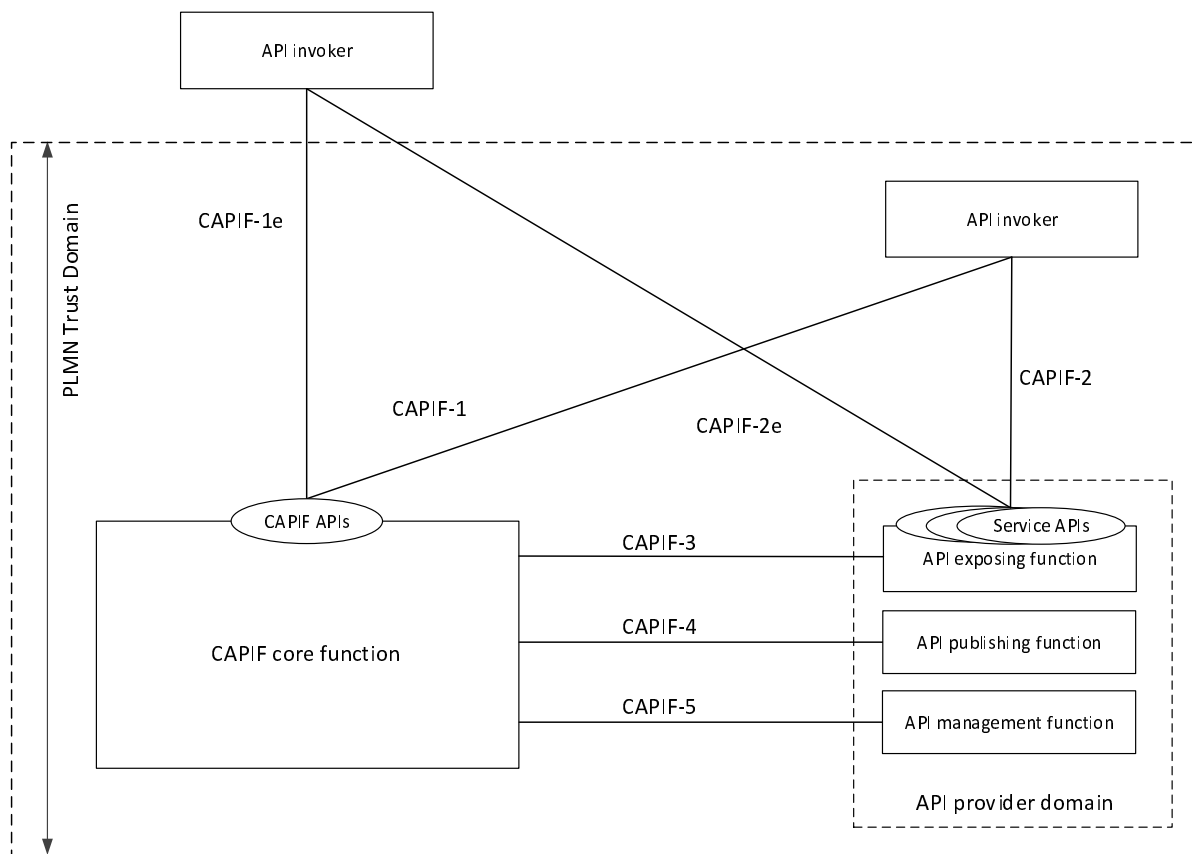 API invoker
API invoker
CAPIF-1e
PLMN Trust Domain
CAPIF-2
CAPIF-1
CAPIF-2e
CAPIF APIs
Service APIs
CAPIF-3
API exposing function
CAPIF-4
API publishing function
CAPIF core function
CAPIF-5
API management function
API provider domain